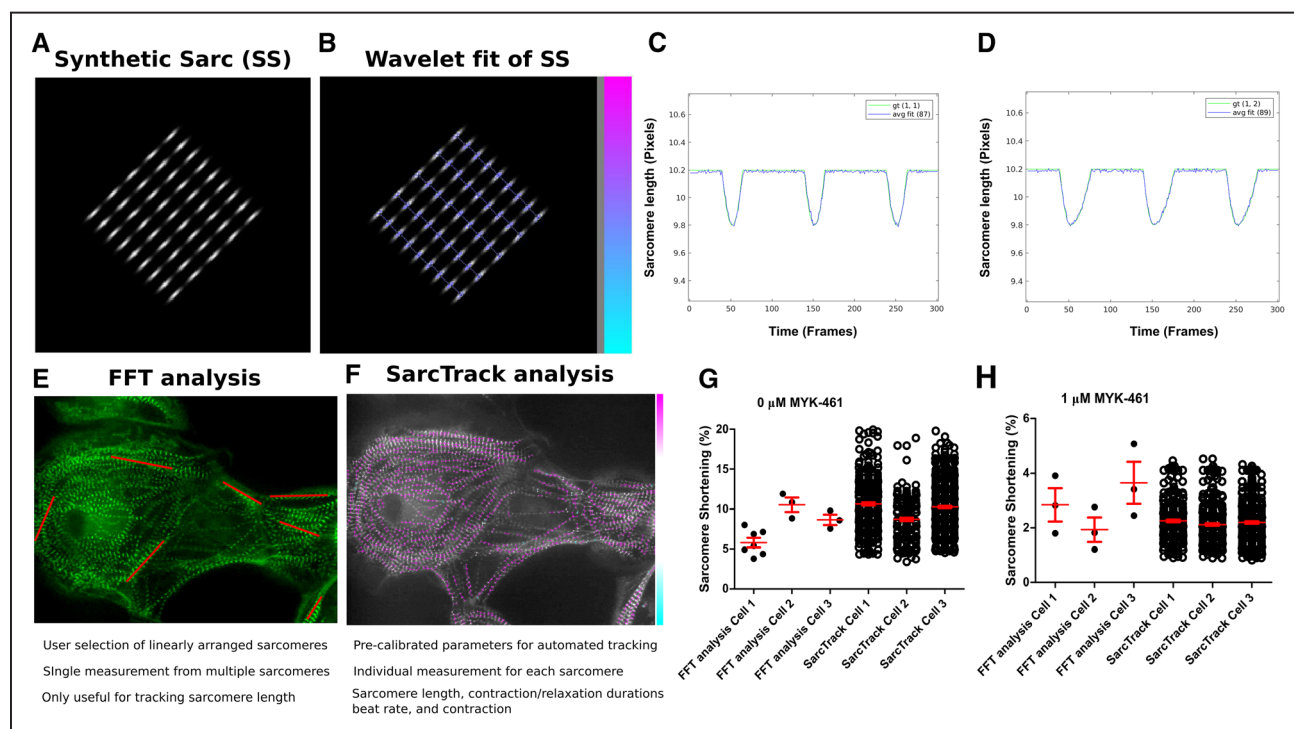 A
Synthetic Sarc (SS)
B
Wavelet fit of SS
C
Sarcomere length (Pixels)
10.6
10.4
10.2
10
9.8
9.6
9.4
gt (1, 1)
avg fit (87)
0 50 100 150 200 250 300
Time (Frames)
D
Sarcomere length (Pixels)
10.6
10.4
10.2
10
9.8
9.6
9.4
gt (1, 2)
avg fit (89)
0 50 100 150 200 250 300
Time (Frames)
E
FFT analysis
User selection of linearly arranged sarcomeres
SIngle measurement from multiple sarcomeres
Only useful for tracking sarcomere length
F
SarcTrack analysis
Pre-calibrated parameters for automated tracking
Individual measurement for each sarcomere
Sarcomere length, contraction/relaxation durations
beat rate, and contraction
G
0 µM MYK-461
Sarcomere Shortening (%)
20
15
10
5
0
FFT analysis Cell 1
FFT analysis Cell 2
FFT analysis Cell 3
SarcTrack Cell 1
SarcTrack Cell 2
SarcTrack Cell 3
H
1 µM MYK-461
Sarcomere Shortening (%)
6
4
2
0
FFT analysis Cell 1
FFT analysis Cell 2
FFT analysis Cell 3
SarcTrack Cell 1
SarcTrack Cell 2
SarcTrack Cell 3